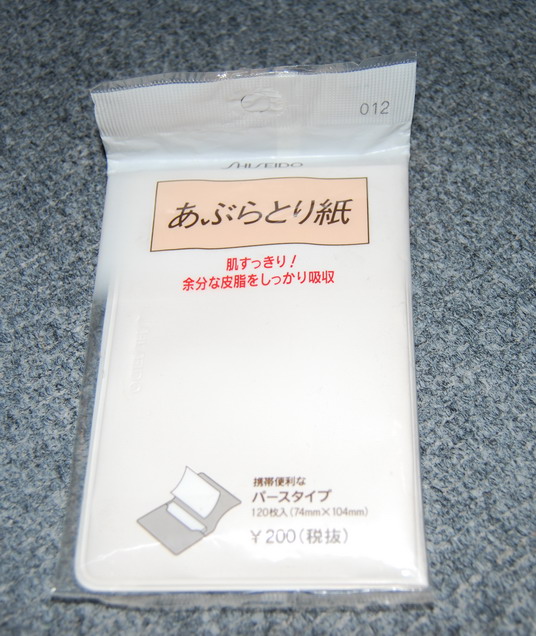 012
SHISEIDO
あぶらとり紙
肌すっきり！
余分な皮脂をしっかり吸収
携帯便利な
パースタイプ
120枚入(74mm×104mm)
¥200(税抜)